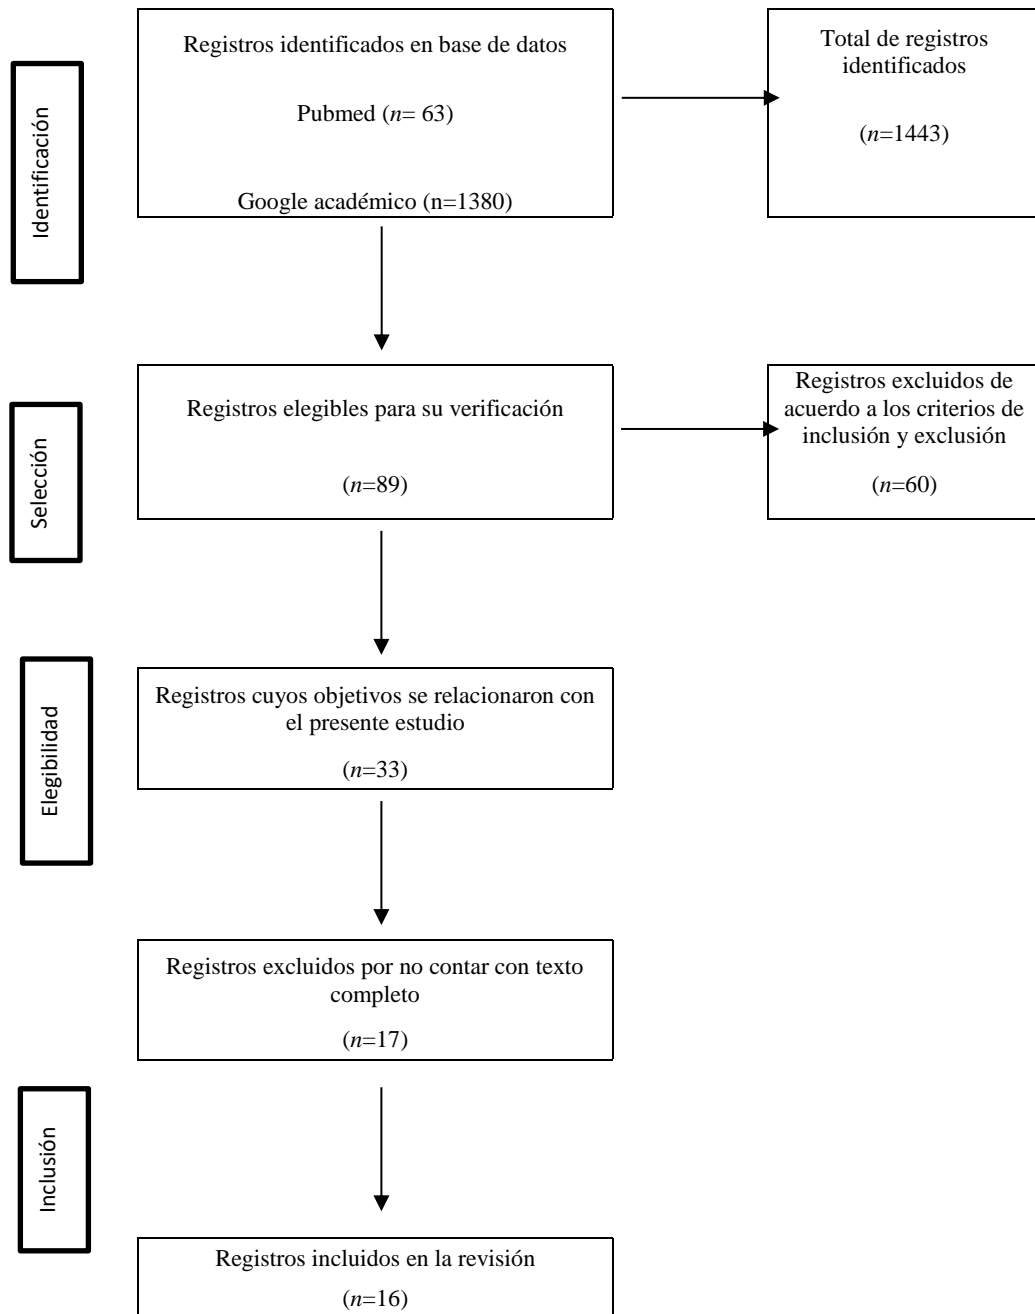 Identificación
Registros identificados en base de datos
Pubmed (n= 63)
Google académico (n=1380)
Total de registros
identificados
(n=1443)
Selección
Registros elegibles para su verificación
(n=89)
Registros excluidos de
acuerdo a los criterios de
inclusión y exclusión
(n=60)
Elegibilidad
Registros cuyos objetivos se relacionaron con
el presente estudio
(n=33)
Registros excluidos por no contar con texto
completo
(n=17)
Inclusión
Registros incluidos en la revisión
(n=16)